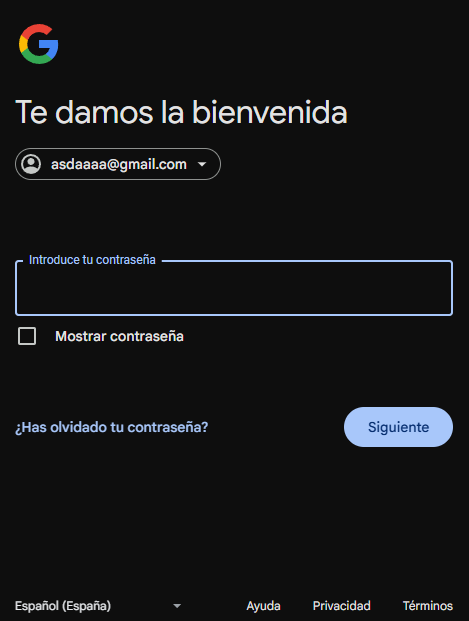 Te damos la bienvenida
asdaaaa@gmail.com
Introduce tu contraseña
Mostrar contraseña
¿Has olvidado tu contraseña?
Siguiente
Español (España)
Ayuda
Privacidad
Términos